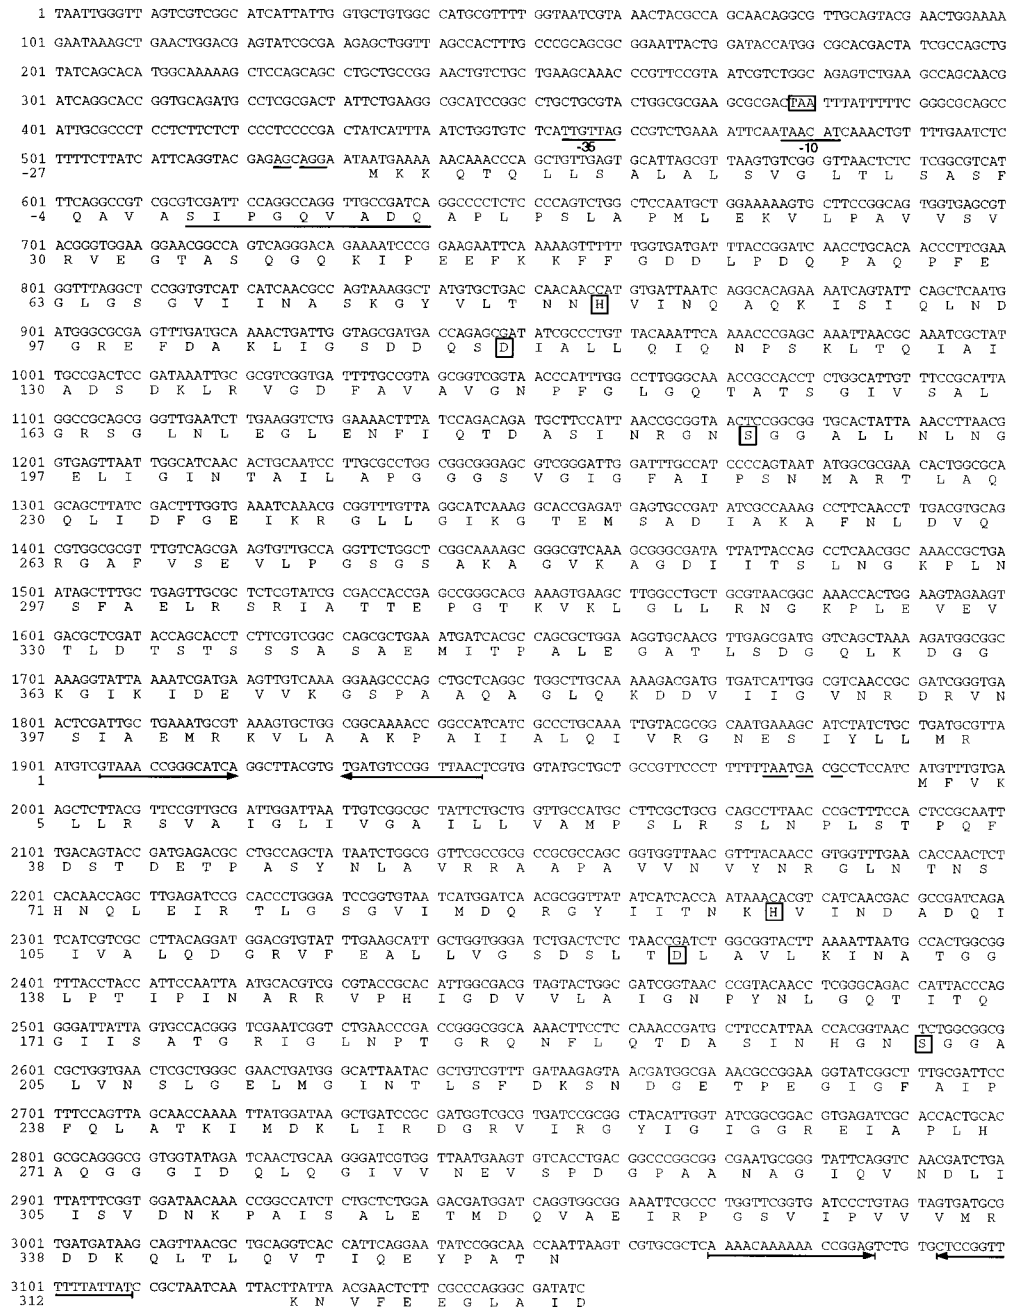 1 TAATTGGGTT AGTCGTCGGC ATCATTATTG GTGCTGTGGC CATGCGTTTT GGTAATCGTA AACTACGCCA GCAACAGGCG TTGCAGTACG AACTGGAAAA
101 GAATAAAGCT GAACTGGACG AGTATCGCGA AGAGCTGGTT AGCCACTTTG CCCGCAGCGC GGAATTACTG GATACCATGG CGCACGACTA TCGCCAGCTG
201 TATCAGCACA TGGCAAAAAG CTCCAGCAGC CTGCTGCCGG AACTGTCTGC TGAAGCAAAC CCGTTCCGTA ATCGTCTGGC AGAGTCTGAA GCCAGCAACG
301 ATCAGGCACC GGTGCAGATG CCTCGCGACT ATTCTGAAGG CGCATCCGGC CTGCTGCGTA CTGGCGCGAA GCGCGACTAA TTTATTTTTC GGGCGCAGCC
401 ATTGCGCCCT CCTCTTCTCT CCCTCCCCGA CTATCATTTA ATCTGGTGTC TCATTGTTAG CCGTCTGAAA ATTCAATAAC ATCAAACTGT TTTGAATCTC
-35 -10
501 TTTTCTTATC ATTCAGGTAC GAGAGCAGGA ATAATGAAAA AACAAACCCA GCTGTTGAGT GCATTAGCGT TAAGTGTCGG GTTAACTCTC TCGGCGTCAT
-27 M K K Q T Q L L S A L A L S V G L T L S A S F
601 TTCAGGCCGT CGCGTCGATT CCAGGCCAGG TTGCCGATCA GGCCCCTCTC CCCAGTCTGG CTCCAATGCT GGAAAAAGTG CTTCCGGCAG TGGTGAGCGT
-4 Q A V A S I P G Q V A D Q A P L P S L A P M L E K V L P A V V S V
701 ACGGGTGGAA GGAACGGCCA GTCAGGGACA GAAAATCCCG GAAGAATTCA AAAAGTTTTT TGGTGATGAT TTACCGGATC AACCTGCACA ACCCTTCGAA
30 R V E G T A S Q G Q K I P E E F K K F F G D D L P D Q P A Q P F E
801 GGTTTAGGCT CCGGTGTCAT CATCAACGCC AGTAAAGGCT ATGTGCTGAC CAACAACCAT GTGATTAATC AGGCACAGAA AATCAGTATT CAGCTCAATG
63 G L G S G V I I N A S K G Y V L T N N H V I N Q A Q K I S I Q L N D
901 ATGGGCGCGA GTTTGATGCA AAACTGATTG GTAGCGATGA CCAGAGCGAT ATCGCCCTGT TACAAATTCA AAACCCGAGC AAATTAACGC AAATCGCTAT
97 G R E F D A K L I G S D D Q S D I A L L Q I Q N P S K L T Q I A I
1001 TGCCGACTCC GATAAATTGC GCGTCGGTGA TTTTGCCGTA GCGGTCGGTA ACCCATTTGG CCTTGGGCAA ACCGCCACCT CTGGCATTGT TTCCGCATTA
130 A D S D K L R V G D F A V A V G N P F G L G Q T A T S G I V S A L
1101 GGCCGCAGCG GGTTGAATCT TGAAGGTCTG GAAAACTTTA TCCAGACAGA TGCTTCCATT AACCGCGGTA ACTCCGGCGG TGCACTATTA AACCTTAACG
163 G R S G L N L E G L E N F I Q T D A S I N R G N S G G A L L N L N G
1201 GTGAGTTAAT TGGCATCAAC ACTGCAATCC TTGCGCCTGG CGGCGGGAGC GTCGGGATTG GATTTGCCAT CCCCAGTAAT ATGGCGCGAA CACTGGCGCA
197 E L I G I N T A I L A P G G G S V G I G F A I P S N M A R T L A Q
1301 GCAGCTTATC GACTTTGGTG AAATCAAACG CGGTTTGTTA GGCATCAAAG GCACCGAGAT GAGTGCCGAT ATCGCCAAAG CCTTCAACCT TGACGTGCAG
230 Q L I D F G E I K R G L L G I K G T E M S A D I A K A F N L D V Q
1401 CGTGGCGCGT TTGTCAGCGA AGTGTTGCCA GGTTCTGGCT CGGCAAAAGC GGGCGTCAAA GCGGGCGATA TTATTACCAG CCTCAACGGC AAACCGCTGA
263 R G A F V S E V L P G S G S A K A G V K A G D I I T S L N G K P L N
1501 ATAGCTTTGC TGAGTTGCGC TCTCGTATCG CGACCACCGA GCCGGGCACG AAAGTGAAGC TTGGCCTGCT GCGTAACGGC AAACCACTGG AAGTAGAAGT
297 S F A E L R S R I A T T E P G T K V K L G L L R N G K P L E V E V
1601 GACGCTCGAT ACCAGCACCT CTTCGTCGGC CAGCGCTGAA ATGATCACGC CAGCGCTGGA AGGTGCAACG TTGAGCGATG GTCAGCTAAA AGATGGCGGC
330 T L D T S T S S S A S A E M I T P A L E G A T L S D G Q L K D G G
1701 AAAGGTATTA AAATCGATGA AGTTGTCAAA GGAAGCCCAG CTGCTCAGGC TGGCTTGCAA AAAGACGATG TGATCATTGG CGTCAACCGC GATCGGGTGA
363 K G I K I D E V V K G S P A A Q A G L Q K D D V I I G V N R D R V N
1801 ACTCGATTGC TGAAATGCGT AAAGTGCTGG CGGCAAAACC GGCCATCATC GCCCTGCAAA TTGTACGCGG CAATGAAAGC ATCTATCTGC TGATGCGTTA
397 S I A E M R K V L A A K P A I I A L Q I V R G N E S I Y L L M R
1901 ATGTCGTAAA CCGGGCATCA GGCTTACGTG TGATGTCCGG TTAACTCGTG GTATGCTGCT GCCGTTCCCT TTTTTAATGA CGCCTCCATC ATGTTTGTGA
1 M F V K
2001 AGCTCTTACG TTCCGTTGCG ATTGGATTAA TTGTCGGCGC TATTCTGCTG GTTGCCATGC CTTCGCTGCG CAGCCTTAAC CCGCTTTCCA CTCCGCAATT
5 L L R S V A I G L I V G A I L L V A M P S L R S L N P L S T P Q F
2101 TGACAGTACC GATGAGACGC CTGCCAGCTA TAATCTGGCG GTTCGCCGCG CCGCGCCAGC GGTGGTTAAC GTTTACAACC GTGGTTTGAA CACCAACTCT
38 D S T D E T P A S Y N L A V R R A A P A V V N V Y N R G L N T N S
2201 CACAACCAGC TTGAGATCCG CACCCTGGGA TCCGGTGTAA TCATGGATCA ACGCGGTTAT ATCATCACCA ATAAACACGT CATCAACGAC GCCGATCAGA
71 H N Q L E I R T L G S G V I M D Q R G Y I I T N K H V I N D A D Q I
2301 TCATCGTCGC CTTACAGGAT GGACGTGTAT TTGAAGCATT GCTGGTGGGA TCTGACTCTC TAACCGATCT GGCGGTACTT AAAATTAATG CCACTGGCGG
105 I V A L Q D G R V F E A L L V G S D S L T D L A V L K I N A T G G
2401 TTTACCTACC ATTCCAATTA ATGCACGTCG CGTACCGCAC ATTGGCGACG TAGTACTGGC GATCGGTAAC CCGTACAACC TCGGGCAGAC CATTACCCAG
138 L P T I P I N A R R V P H I G D V V L A I G N P Y N L G Q T I T Q
2501 GGGATTATTA GTGCCACGGG TCGAATCGGT CTGAACCCGA CCGGGCGGCA AAACTTCCTC CAAACCGATG CTTCCATTAA CCACGGTAAC TCTGGCGGCG
171 G I I S A T G R I G L N P T G R Q N F L Q T D A S I N H G N S G G A
2601 CGCTGGTGAA CTCGCTGGGC GAACTGATGG GCATTAATAC GCTGTCGTTT GATAAGAGTA ACGATGGCGA AACGCCGGAA GGTATCGGCT TTGCGATTCC
205 L V N S L G E L M G I N T L S F D K S N D G E T P E G I G F A I P
2701 TTTCCAGTTA GCAACCAAAA TTATGGATAA GCTGATCCGC GATGGTCGCG TGATCCGCGG CTACATTGGT ATCGGCGGAC GTGAGATCGC ACCACTGCAC
238 F Q L A T K I M D K L I R D G R V I R G Y I G I G G R E I A P L H
2801 GCGCAGGGCG GTGGTATAGA TCAACTGCAA GGGATCGTGG TTAATGAAGT GTCACCTGAC GGCCCGGCGG CGAATGCGGG TATTCAGGTC AACGATCTGA
271 A Q G G G I D Q L Q G I V V N E V S P D G P A A N A G I Q V N D L I
2901 TTATTTCGGT GGATAACAAA CCGGCCATCT CTGCTCTGGA GACGATGGAT CAGGTGGCGG AAATTCGCCC TGGTTCGGTG ATCCCTGTAG TAGTGATGCG
305 I S V D N K P A I S A L E T M D Q V A E I R P G S V I P V V V M R
3001 TGATGATAAG CAGTTAACGC TGCAGGTCAC CATTCAGGAA TATCCGGCAA CCAATTAAGT CGTGCGCTCA AAACAAAAAA CCGGAGTCTG TGCTCCGGTT
338 D D K Q L T L Q V T I Q E Y P A T N
3101 TTTTATTATC CGCTAATCAA TTACTTATTA ACGAACTCTT CGCCCAGGGC GATATC
312 K N V F E E G L A I D